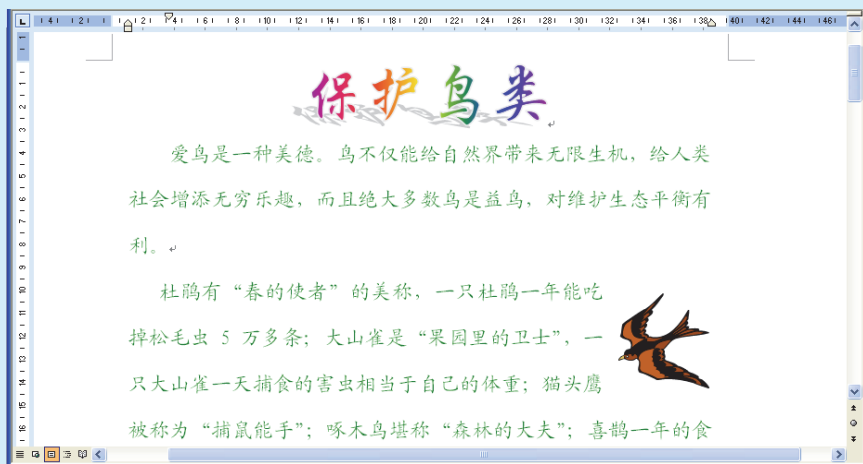 保护鸟类
爱鸟是一种美德。鸟不仅能给自然界带来无限生机，给人类
社会增添无穷乐趣，而且绝大多数鸟是益鸟，对维护生态平衡有
利。
杜鹃有“春的使者”的美称，一只杜鹃一年能吃
掉松毛虫 5 万多条；大山雀是“果园里的卫士”，一
只大山雀一天捕食的害虫相当于自己的体重；猫头鹰
被称为“捕鼠能手”；啄木鸟堪称“森林的大夫”；喜鹊一年的食